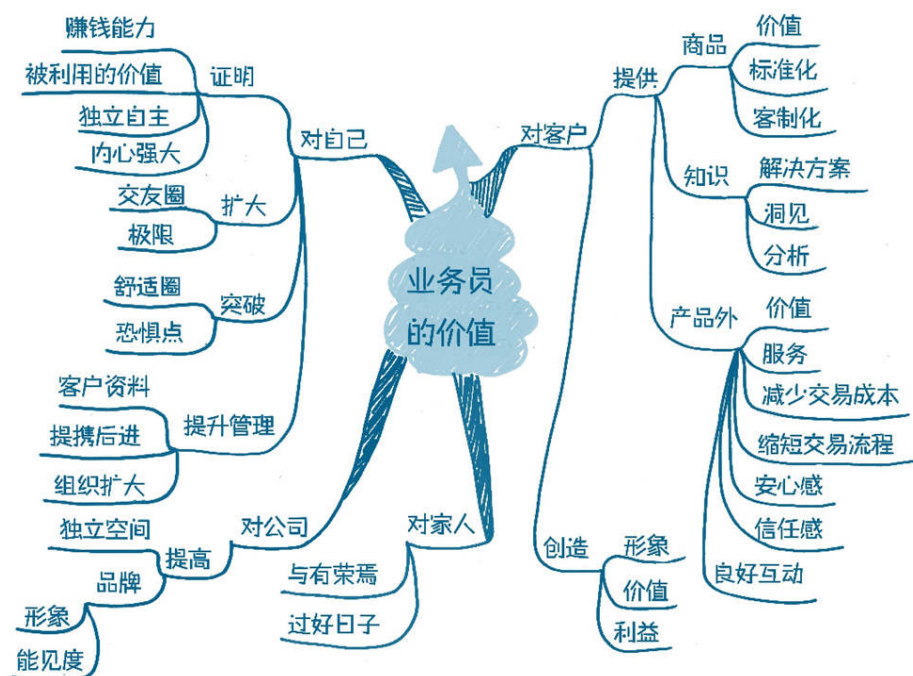 业务员
的价值
对自己
证明
赚钱能力
被利用的价值
独立自主
内心强大
扩大
交友圈
极限
突破
舒适圈
恐惧点
提升管理
客户资料
提携后进
组织扩大
对公司
提高
独立空间
品牌
形象
能见度
对家人
与有荣焉
过好日子
对客户
提供
商品
价值
标准化
客制化
知识
解决方案
洞见
分析
产品外
价值
服务
减少交易成本
缩短交易流程
安心感
信任感
良好互动
创造
形象
价值
利益